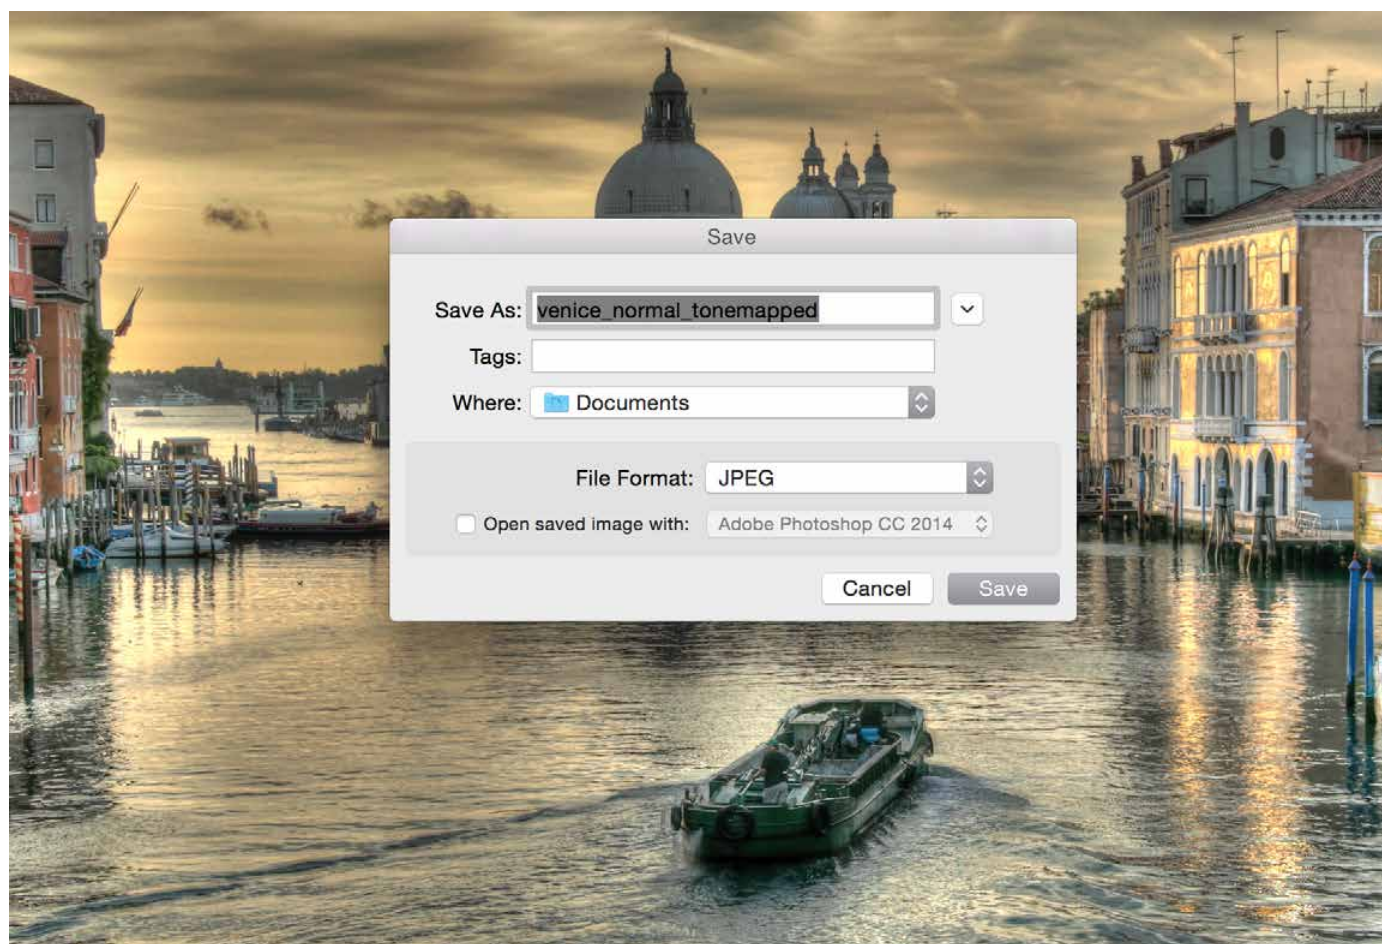 Save
Save As: venice_normal_tonemapped
Tags:
Where: Documents
File Format: JPEG
Open saved image with: Adobe Photoshop CC 2014
Cancel Save